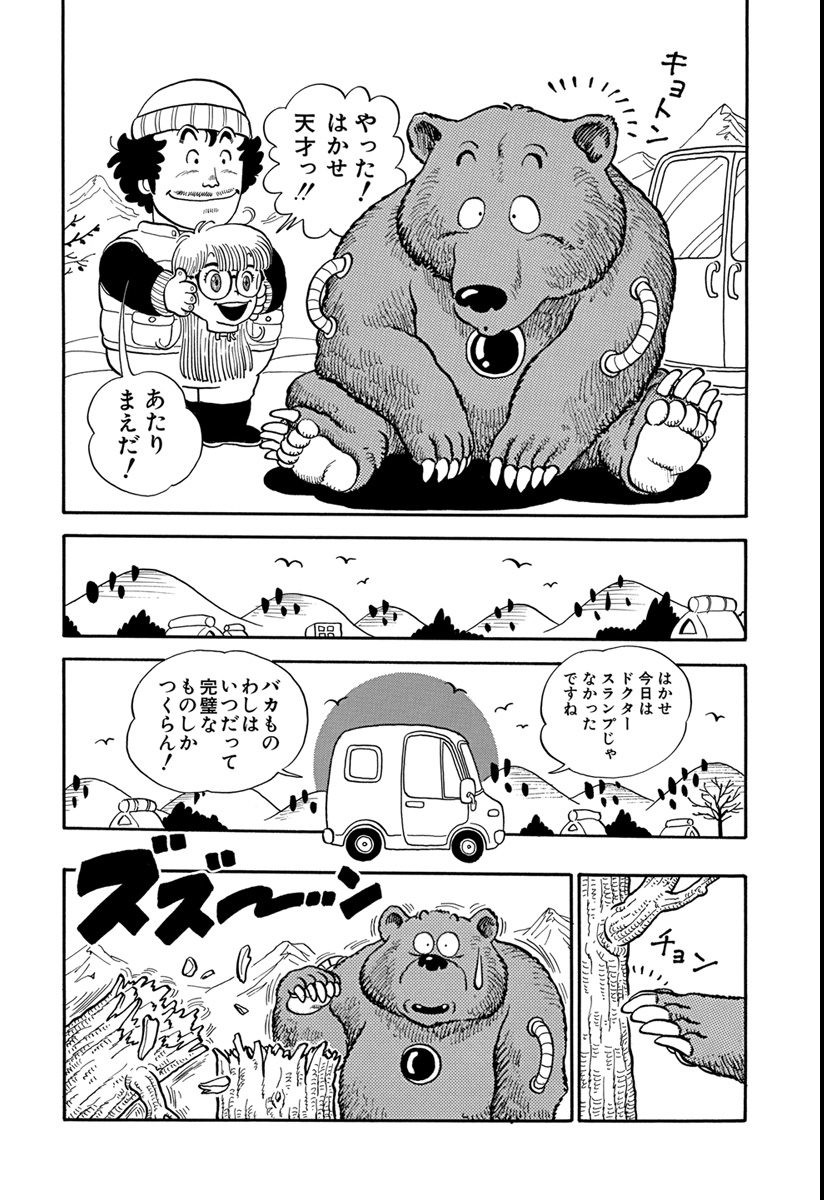 キョトン
やった!
はかせ
天才っ!!
あたり
まえだ!
はかせ
今日は
ドクター
スランプじゃ
なかった
ですね
バカもの
わしは
いつだって
完璧な
ものしか
つくらん!
チョン
ズズ〜ーッン